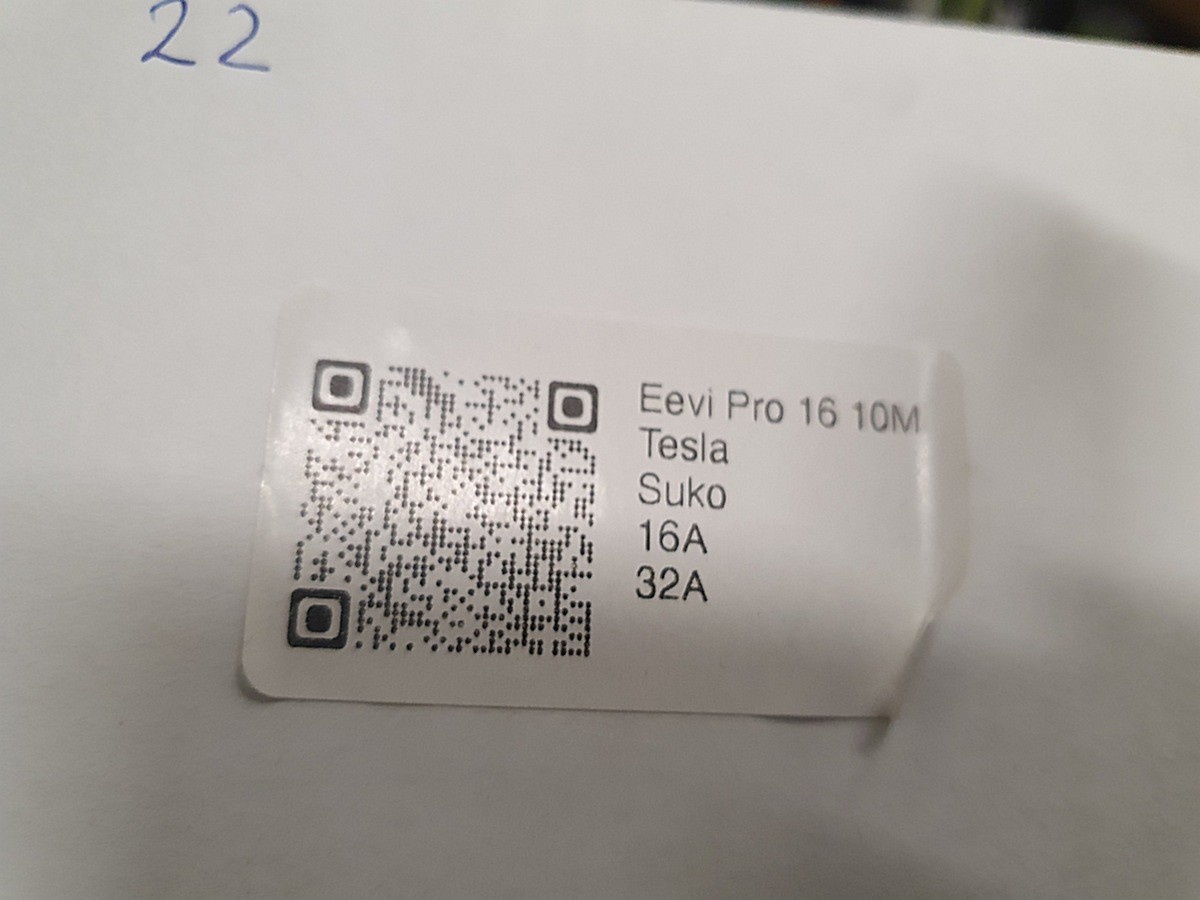 22
Eevi Pro 16 10M
Tesla
Suko
16A
32A